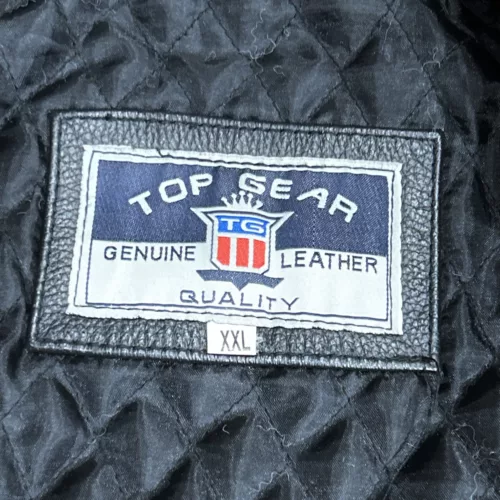 TOP GEAR
TG
GENUINE LEATHER
QUALITY
XXL